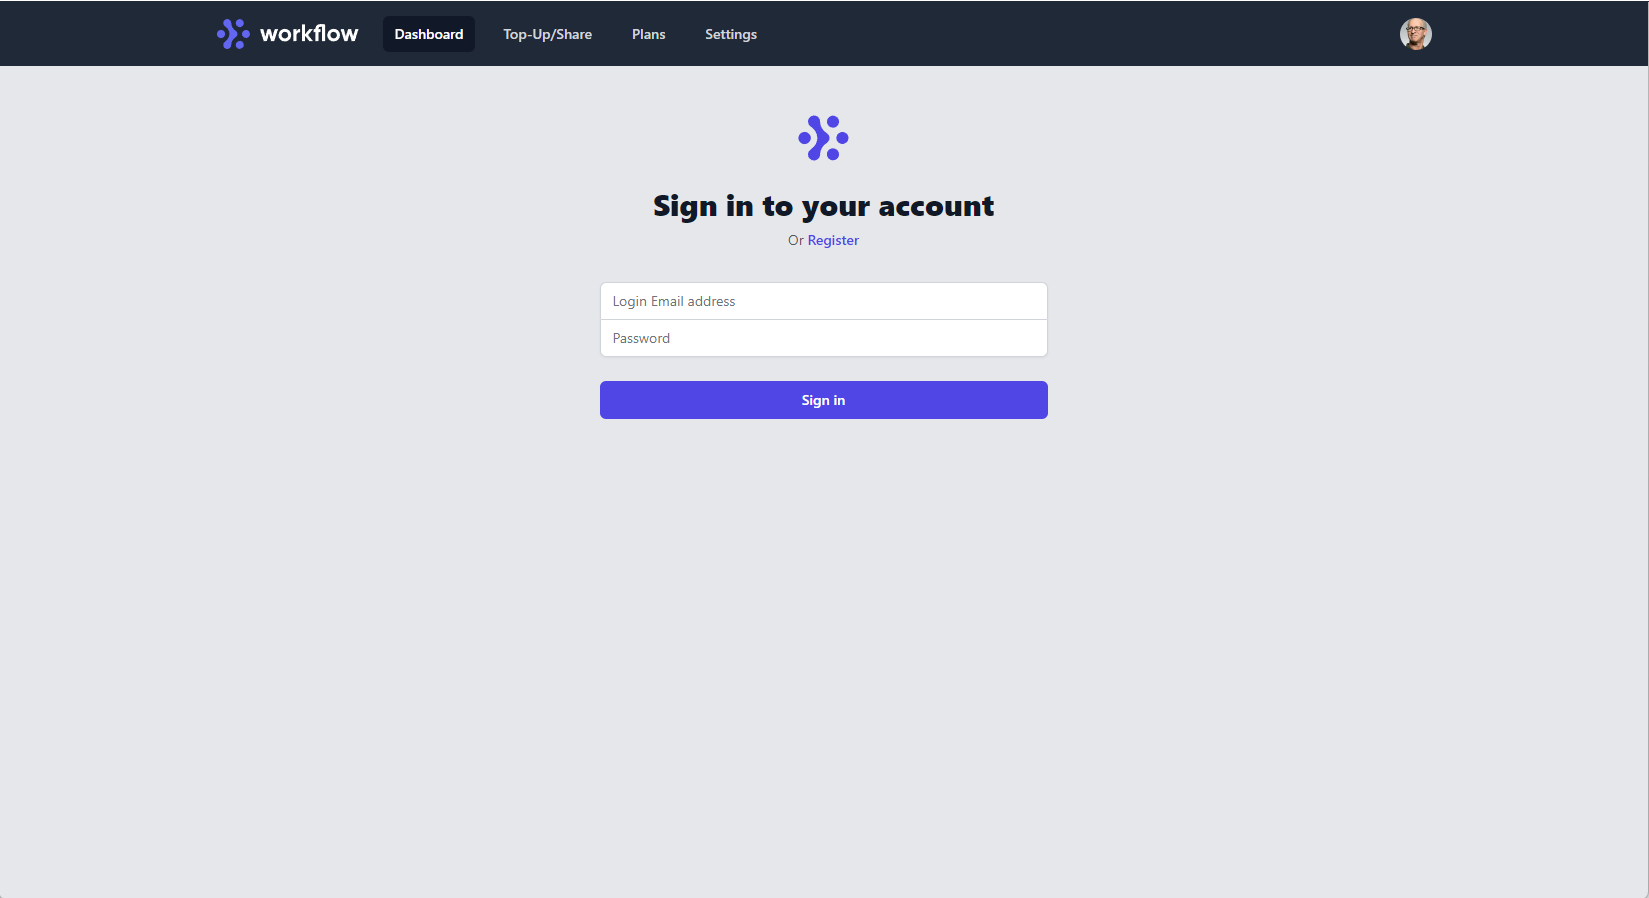 workflow
Dashboard
Top-Up/Share
Plans
Settings
Sign in to your account
Or Register
Login Email address
Password
Sign in